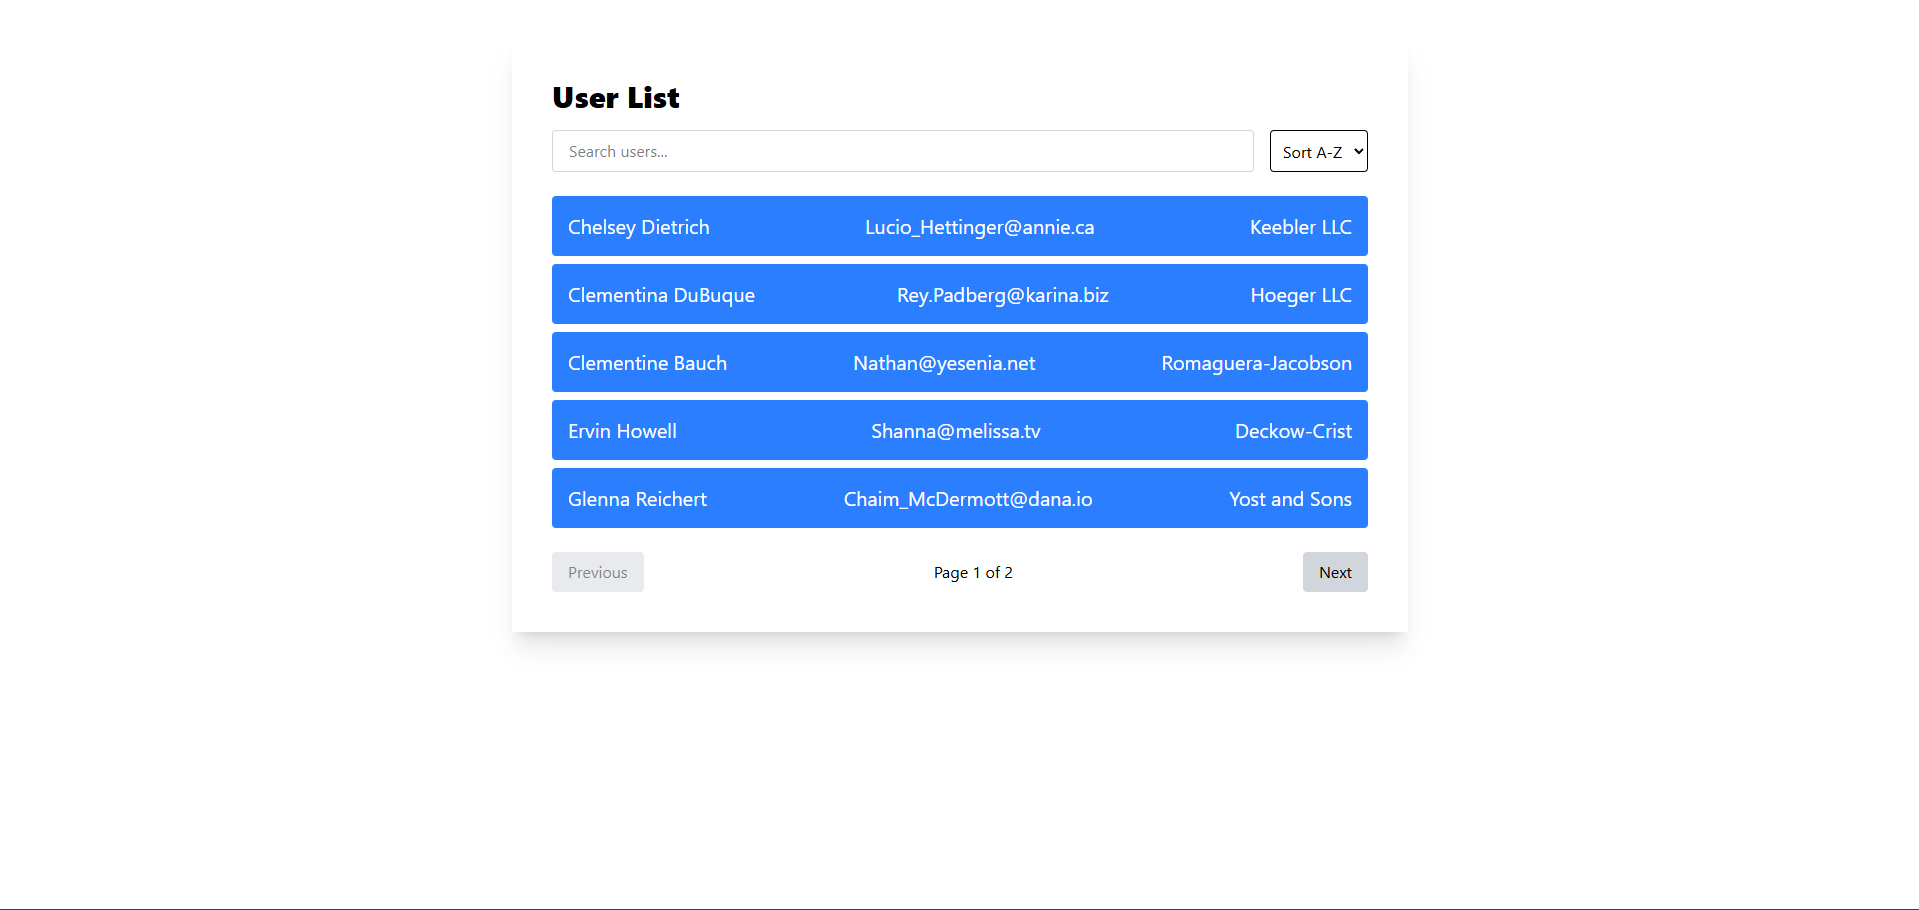 User List
Search users...
Sort A-Z
Chelsey Dietrich Lucio_Hettinger@annie.ca Keebler LLC
Clementina DuBuque Rey.Padberg@karina.biz Hoeger LLC
Clementine Bauch Nathan@yesenia.net Romaguera-Jacobson
Ervin Howell Shanna@melissa.tv Deckow-Crist
Glenna Reichert Chaim_McDermott@dana.io Yost and Sons
Previous Page 1 of 2 Next